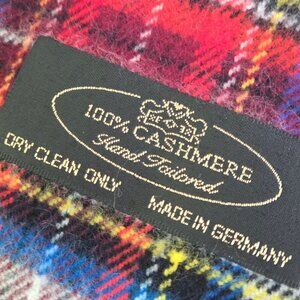 100% CASHMERE
Hand Tailored
DRY CLEAN ONLY
MADE IN GERMANY